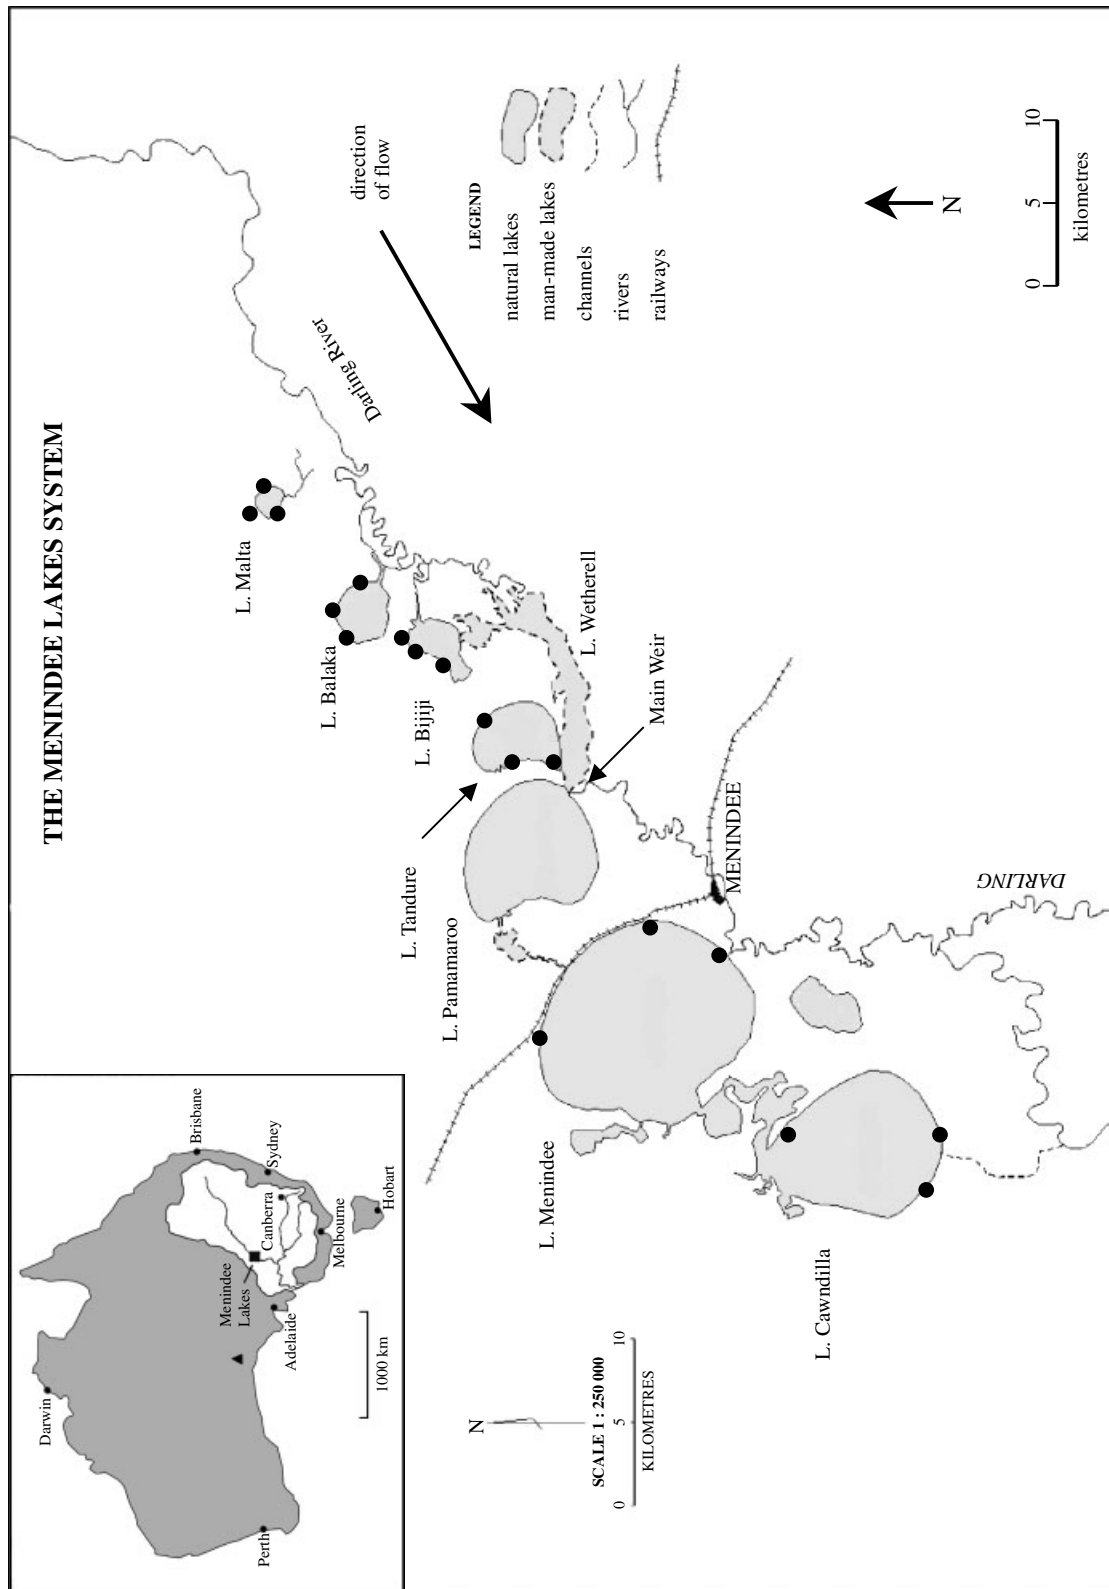 THE MENINDEE LAKES SYSTEM
Darwin
Brisbane
Perth
Menindee
Lakes
Canberra
Sydney
Adelaide
Melbourne
Hobart
1000 km
L. Malta
L. Balaka
L. Bijiji
L. Tandure
L. Pamamaroo
L. Menindee
L. Cawndilla
L. Wetherell
Main Weir
MENINDEE
DARLING
Darling River
direction
of flow
LEGEND
natural lakes
man-made lakes
channels
rivers
railways
N
SCALE 1 : 250 000
0 5 10
KILOMETRES
N
0 5 10
kilometres